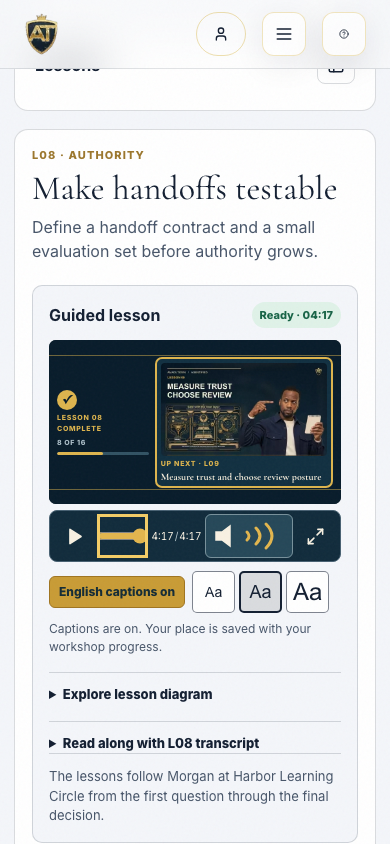 AT
Lessons
L08 · AUTHORITY
Make handoffs testable
Define a handoff contract and a small
evaluation set before authority grows.
Guided lesson
Ready · 04:17
LESSON 08
COMPLETE
8 OF 16
MEASURE TRUST
CHOOSE REVIEW
UP NEXT · L09
Measure trust and choose review posture
4:17/4:17
English captions on
Aa
Aa
Aa
Captions are on. Your place is saved with your
workshop progress.
Explore lesson diagram
Read along with L08 transcript
The lessons follow Morgan at Harbor Learning
Circle from the first question through the final
decision.